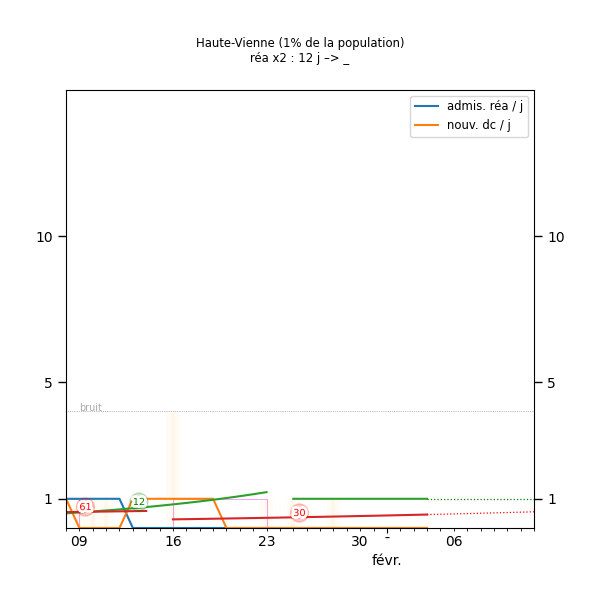 Haute-Vienne (1% de la population)
réa x2 : 12 j –> _
admis. réa / j
nouv. dc / j
10 10
5 5
bruit
1 1
61 12 30
09 16 23 30 - 06
févr.